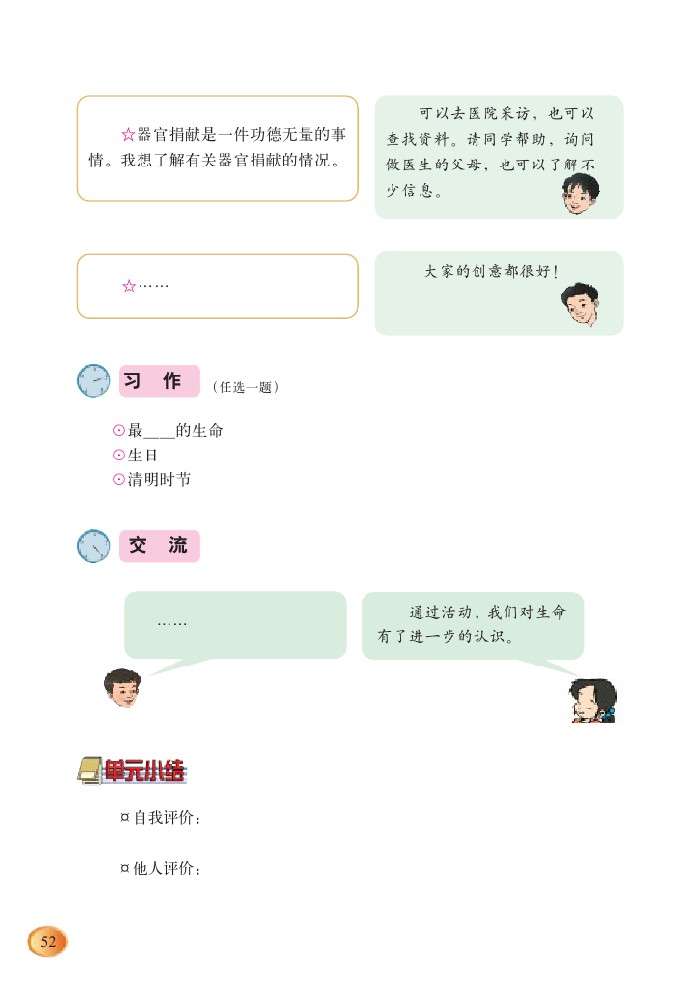 ☆器官捐献是一件功德无量的事
情。我想了解有关器官捐献的情况。
可以去医院采访，也可以
查找资料。请同学帮助，询问
做医生的父母，也可以了解不
少信息。
☆……
大家的创意都很好！
习 作 （任选一题）
⊙最____的生命
⊙生日
⊙清明时节
交 流
……
通过活动，我们对生命
有了进一步的认识。
单元小结
¤自我评价：
¤他人评价：
52